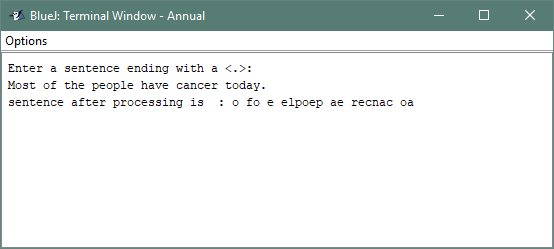 BlueJ: Terminal Window - Annual
Options
Enter a sentence ending with a <.>:
Most of the people have cancer today.
sentence after processing is  : o fo e elpoep ae recnac oa